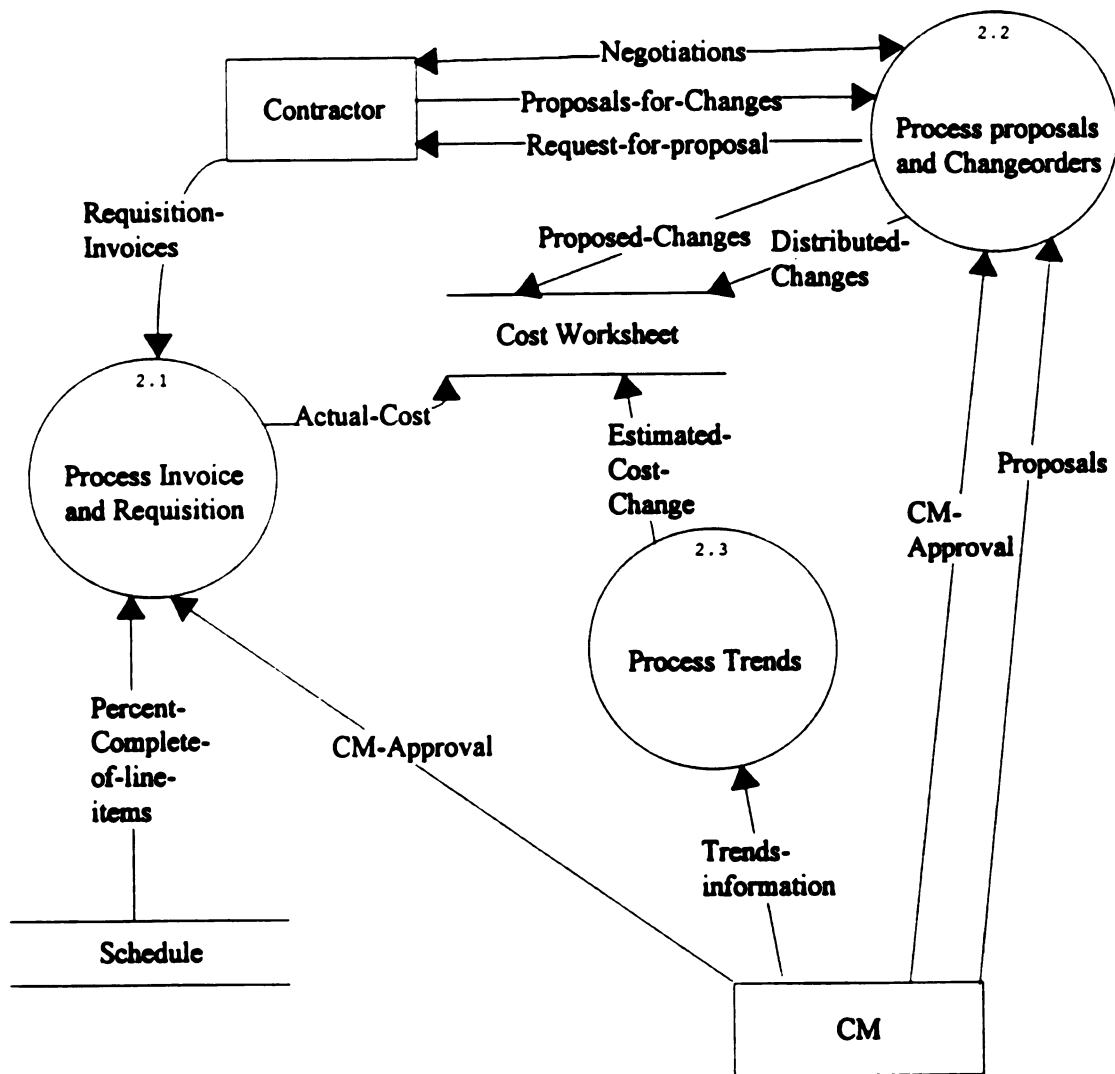 2.2
Negotiations
Contractor
Proposals-for-Changes
Process proposals
and Changeorders
Request-for-proposal
Requisition-
Invoices
Proposed-Changes
Distributed-
Changes
Cost Worksheet
2.1
Actual-Cost
Process Invoice
and Requisition
Estimated-
Cost-
Change
Proposals
CM-
Approval
2.3
Process Trends
Percent-
Complete-
of-line-
items
CM-Approval
Trends-
information
Schedule
CM